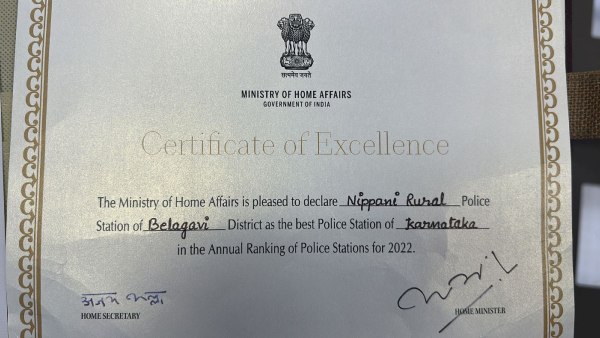 सत्यमेव जयते
MINISTRY OF HOME AFFAIRS
GOVERNMENT OF INDIA
Certificate of Excellence
The Ministry of Home Affairs is pleased to declare Nippani Rural Police
Station of Belagavi District as the best Police Station of Karnataka
in the Annual Ranking of Police Stations for 2022.
अजय भल्ला
HOME SECRETARY
HOME MINISTER